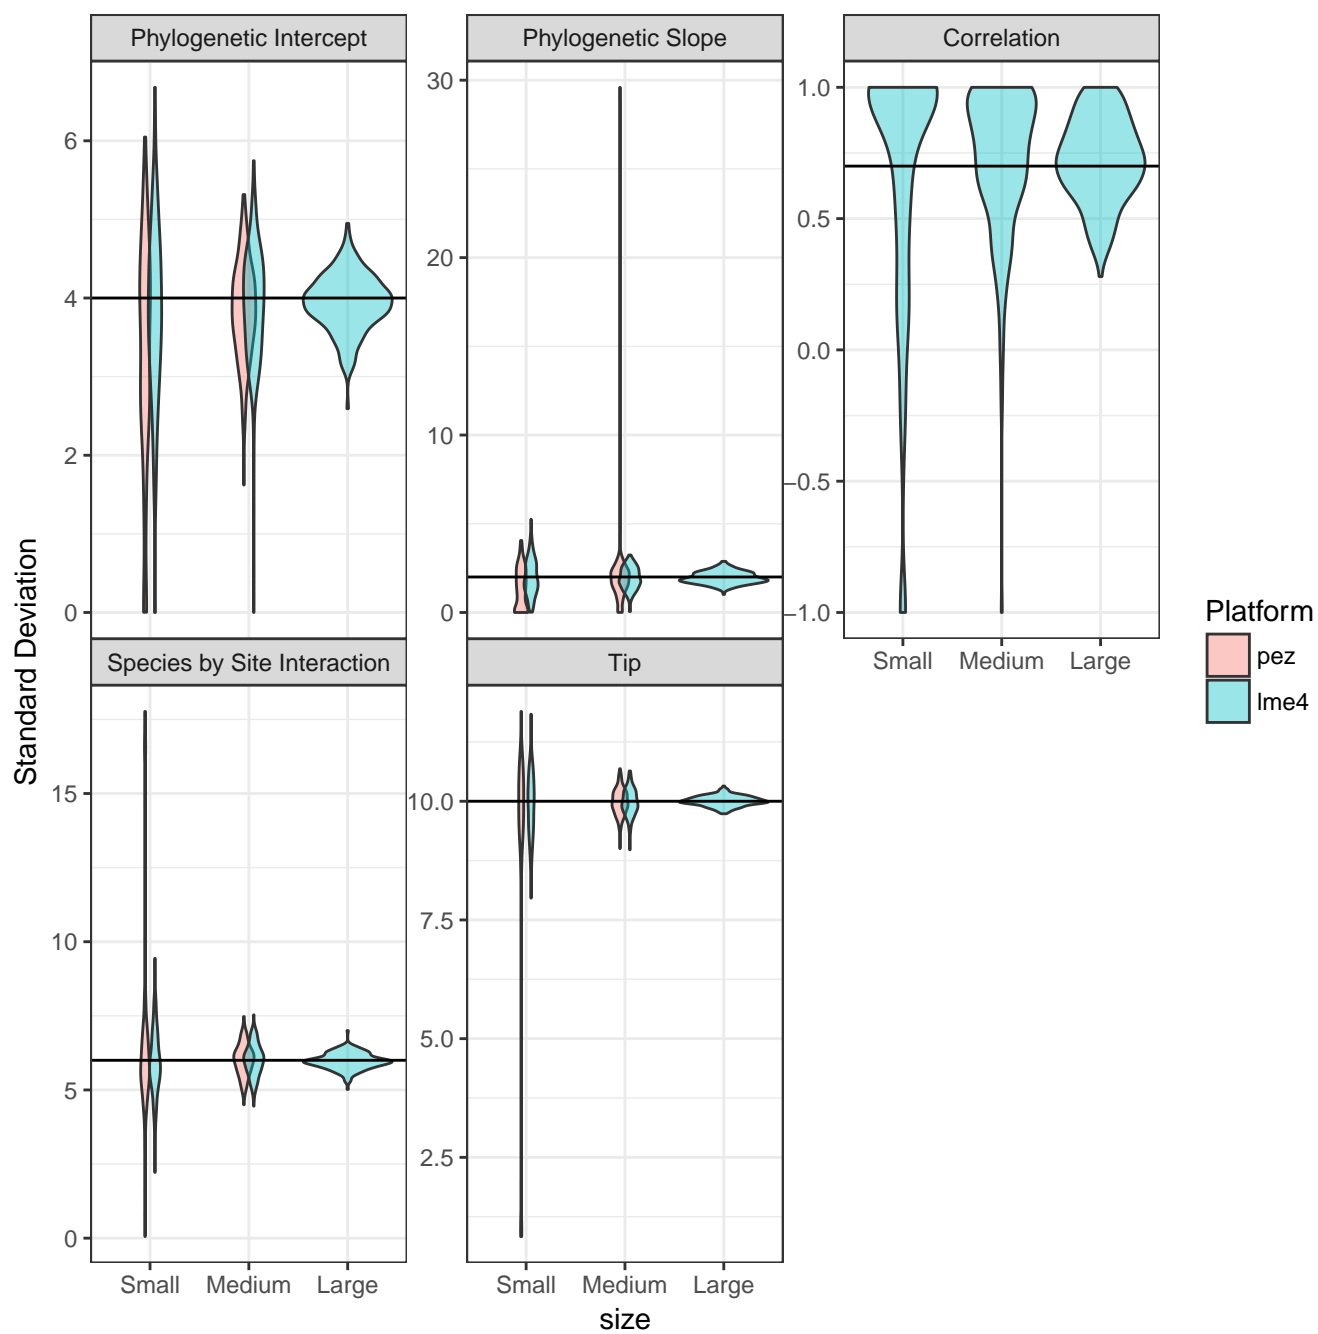 Phylogenetic Intercept
Phylogenetic Slope
Correlation
6
4
2
0
30
20
10
0
1.0
0.5
0.0
−0.5
−1.0
Small Medium Large
Species by Site Interaction
Tip
15
10
5
0
10.0
7.5
5.0
2.5
Small Medium Large
Small Medium Large
Standard Deviation
size
Platform
pez
lme4